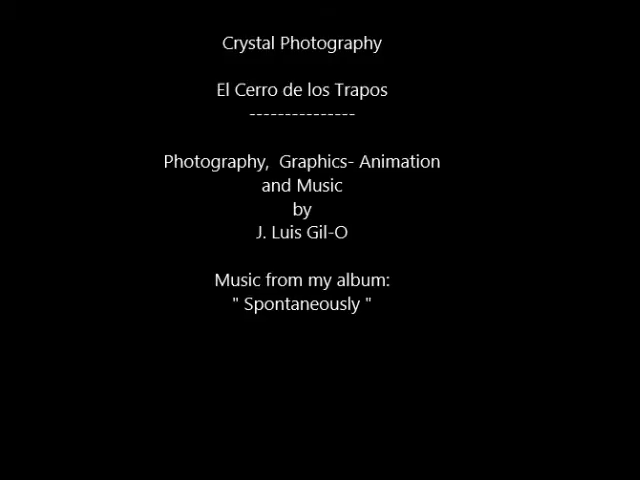 Crystal Photography
El Cerro de los Trapos
---------------
Photography,  Graphics- Animation
and Music
by
J. Luis Gil-O
Music from my album:
" Spontaneously "